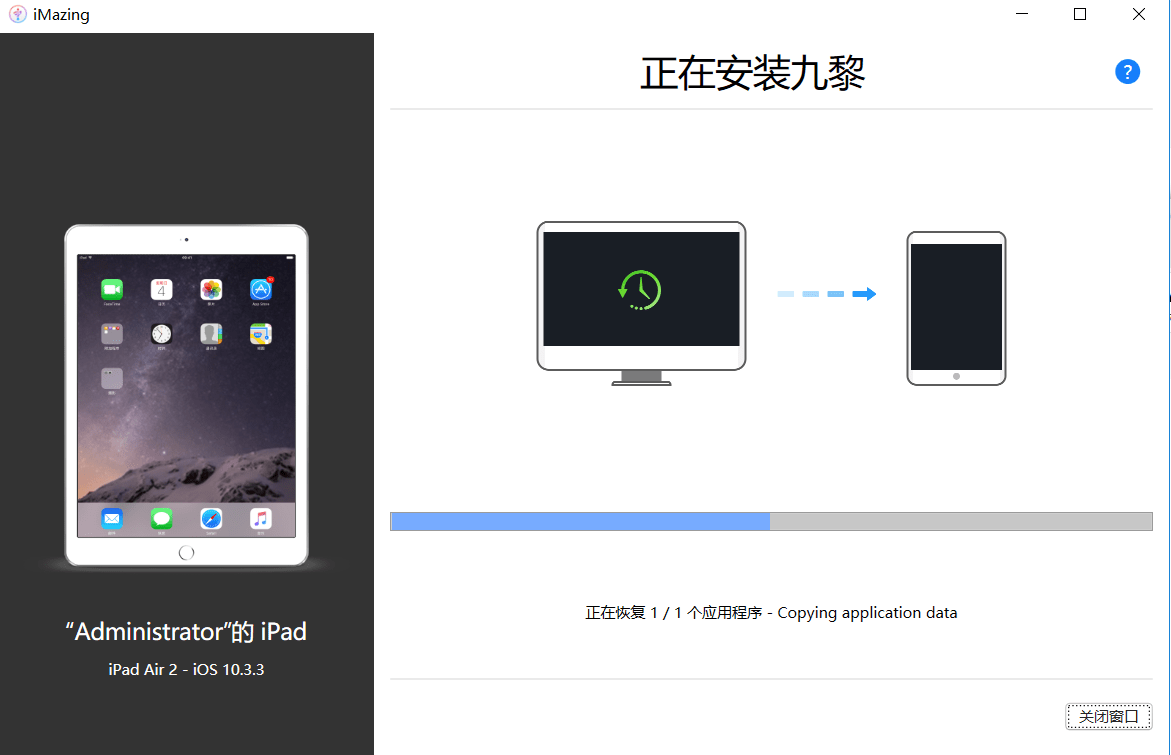 iMazing
正在安装九黎
?
“Administrator”的 iPad
iPad Air 2 - iOS 10.3.3
正在恢复 1 / 1 个应用程序 - Copying application data
关闭窗口